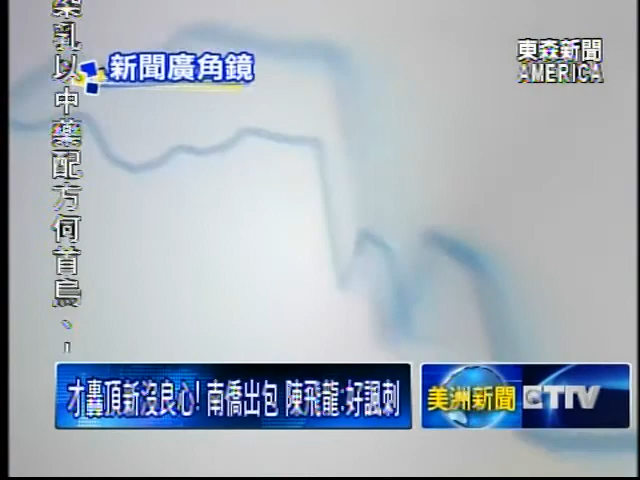 染乳以中藥配方何首烏、
新聞廣角鏡
東森新聞
AMERICA
才轟頂新沒良心! 南僑出包 陳飛龍:好諷刺
美洲新聞
ETTV